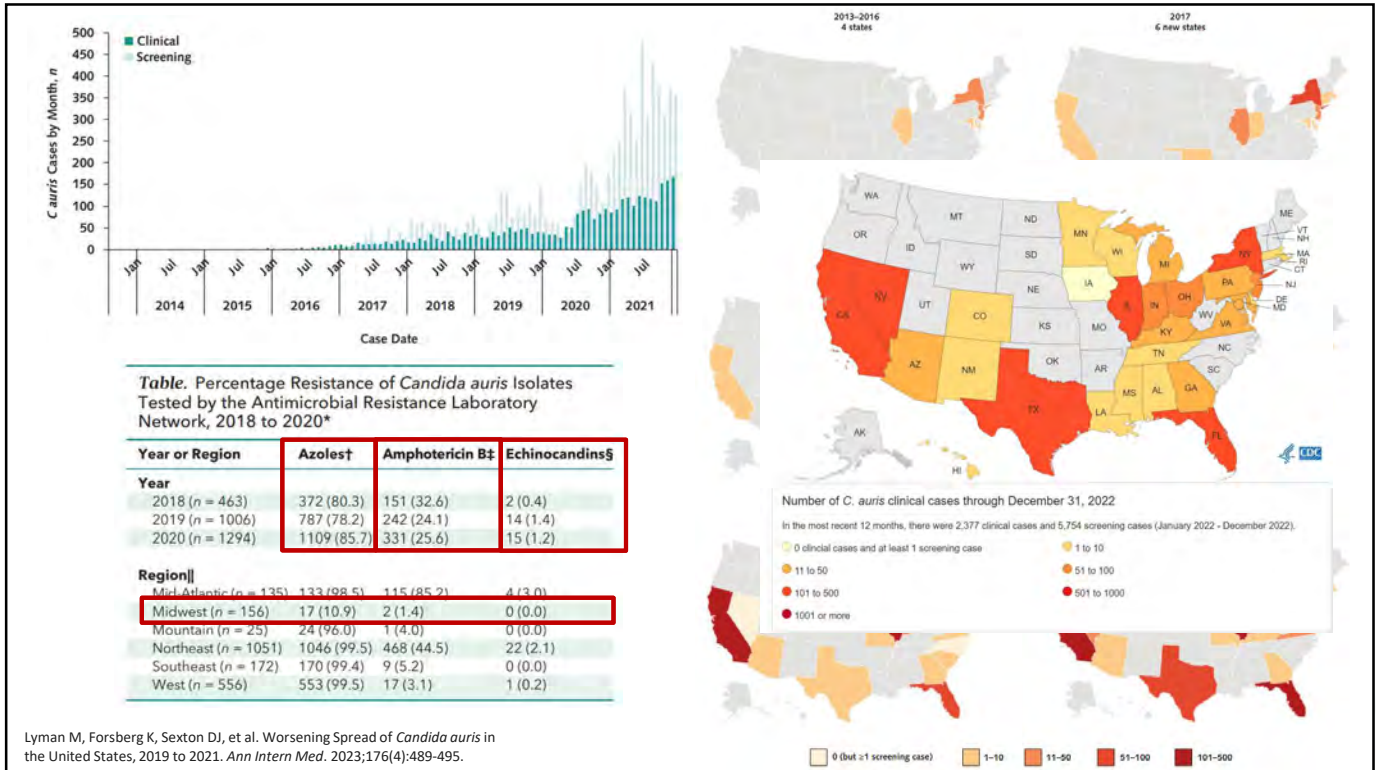 500
450
400
350
300
250
200
150
100
50
0
C auris Cases by Month, n
Clinical
Screening
Jan Jul Jan Jul Jan Jul Jan Jul Jan Jul Jan Jul Jan Jul Jan Jul
2014 2015 2016 2017 2018 2019 2020 2021
Case Date
Table. Percentage Resistance of Candida auris Isolates
Tested by the Antimicrobial Resistance Laboratory
Network, 2018 to 2020*
Year or Region Azoles† Amphotericin B‡ Echinocandins§
Year
2018 (n = 463) 372 (80.3) 151 (32.6) 2 (0.4)
2019 (n = 1006) 787 (78.2) 242 (24.1) 14 (1.4)
2020 (n = 1294) 1109 (85.7) 331 (25.6) 15 (1.2)
Region‖
Mid-Atlantic (n = 135) 133 (98.5) 115 (85.2) 4 (3.0)
Midwest (n = 156) 17 (10.9) 2 (1.4) 0 (0.0)
Mountain (n = 25) 24 (96.0) 1 (4.0) 0 (0.0)
Northeast (n = 1051) 1046 (99.5) 468 (44.5) 22 (2.1)
Southeast (n = 172) 170 (99.4) 9 (5.2) 0 (0.0)
West (n = 556) 553 (99.5) 17 (3.1) 1 (0.2)
Lyman M, Forsberg K, Sexton DJ, et al. Worsening Spread of Candida auris in
the United States, 2019 to 2021. Ann Intern Med. 2023;176(4):489-495.
2013–2016
4 states
2017
6 new states
WA
MT
ND
MN
ME
OR
ID
SD
WI
VT
NH
WY
MI
NY
MA
RI
CT
NE
IA
PA
NJ
NV
UT
CO
IL
IN
OH
DE
MD
CA
KS
MO
KY
WV
VA
AZ
NM
OK
AR
TN
NC
SC
TX
LA
MS
AL
GA
FL
AK
HI
CDC
Number of C. auris clinical cases through December 31, 2022
In the most recent 12 months, there were 2,377 clinical cases and 5,754 screening cases (January 2022 - December 2022).
0 clincial cases and at least 1 screening case
1 to 10
11 to 50
51 to 100
101 to 500
501 to 1000
1001 or more
0 (but ≥1 screening case)
1–10
11–50
51–100
101–500